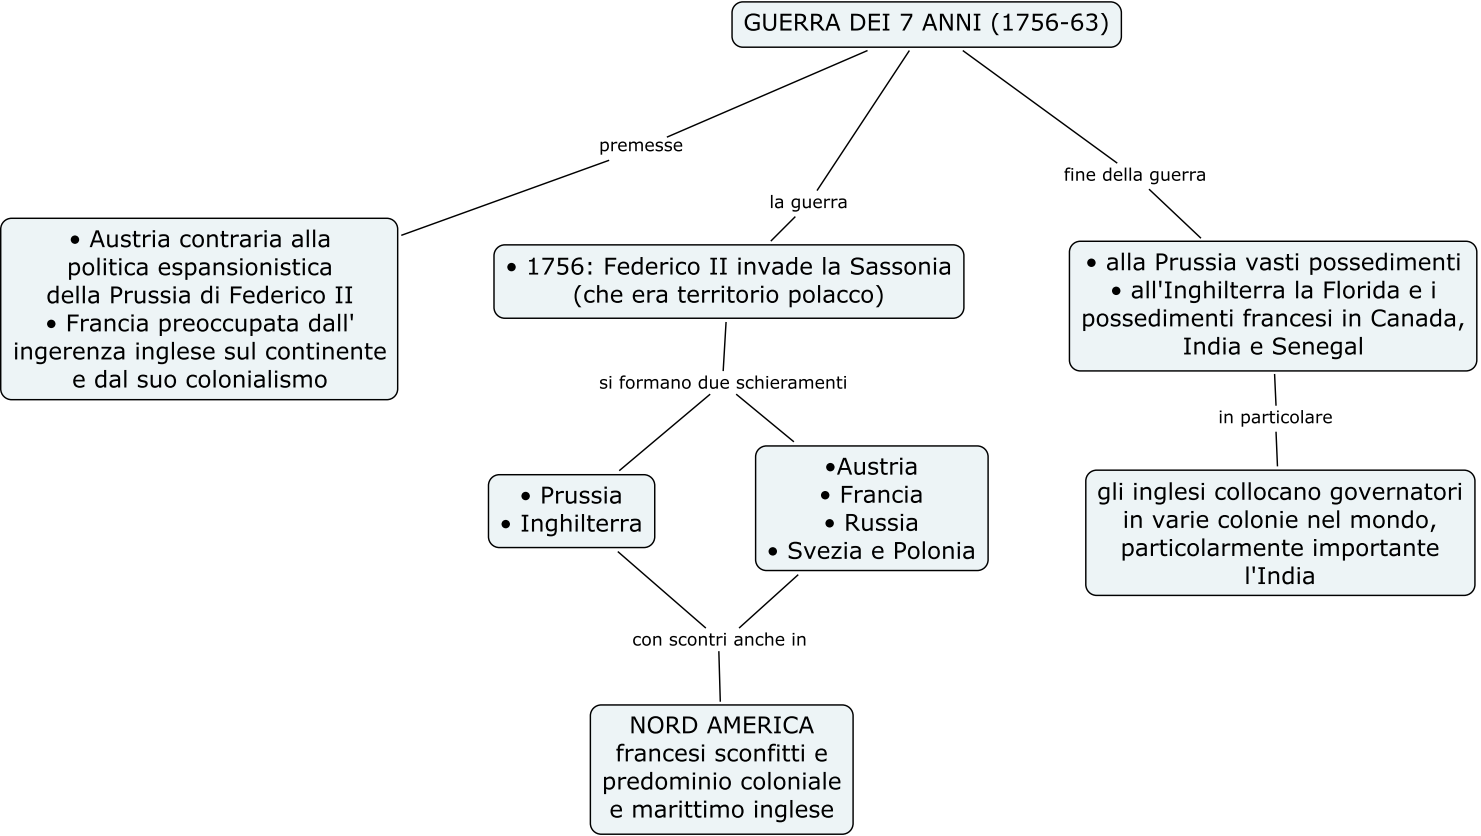 GUERRA DEI 7 ANNI (1756-63)
premesse
• Austria contraria alla
politica espansionistica
della Prussia di Federico II
• Francia preoccupata dall'
ingerenza inglese sul continente
e dal suo colonialismo
la guerra
• 1756: Federico II invade la Sassonia
(che era territorio polacco)
si formano due schieramenti
• Prussia
• Inghilterra
•Austria
• Francia
• Russia
• Svezia e Polonia
con scontri anche in
NORD AMERICA
francesi sconfitti e
predominio coloniale
e marittimo inglese
fine della guerra
• alla Prussia vasti possedimenti
• all'Inghilterra la Florida e i
possedimenti francesi in Canada,
India e Senegal
in particolare
gli inglesi collocano governatori
in varie colonie nel mondo,
particolarmente importante
l'India